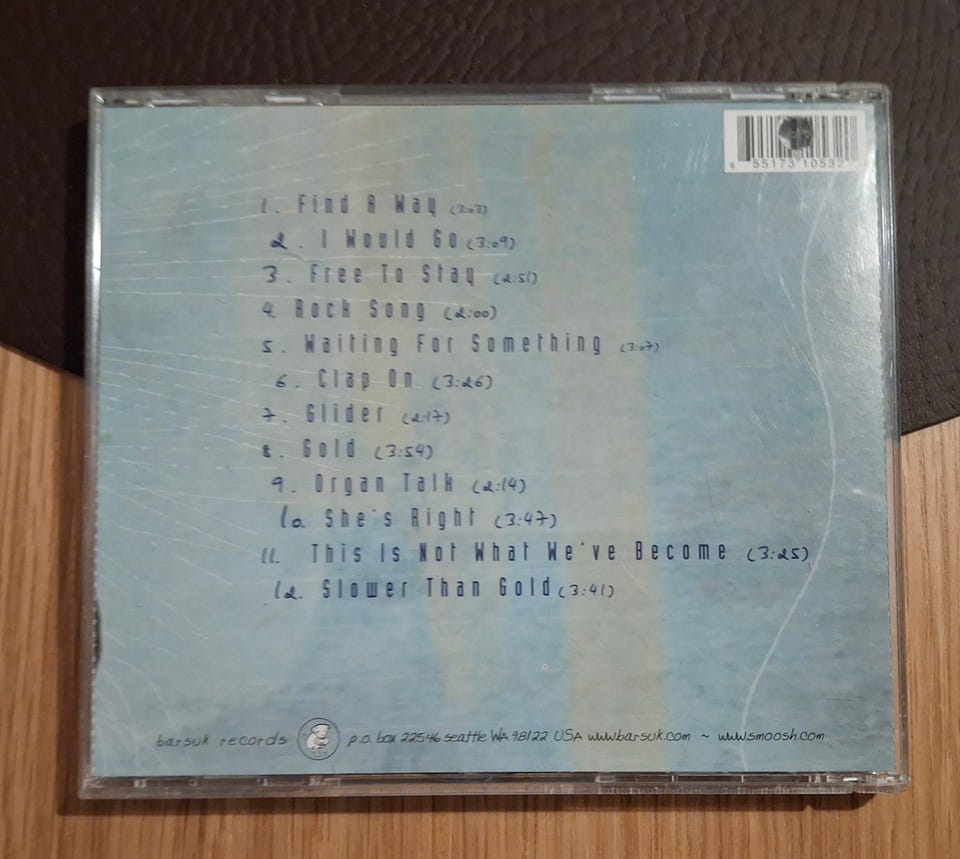 6 55173 10532
1. Find A Way (3:03)
2. I Would Go (3:09)
3. Free To Stay (2:51)
4. Rock Song (2:00)
5. Waiting For Something (3:07)
6. Clap On (3:26)
7. Glider (2:17)
8. Gold (3:54)
9. Organ Talk (2:14)
10. She's Right (3:47)
11. This Is Not What We've Become (3:25)
12. Slower Than Gold (3:41)
barsuk records p.o. box 22546 seattle WA 98122 USA www.barsuk.com ~ www.smoosh.com